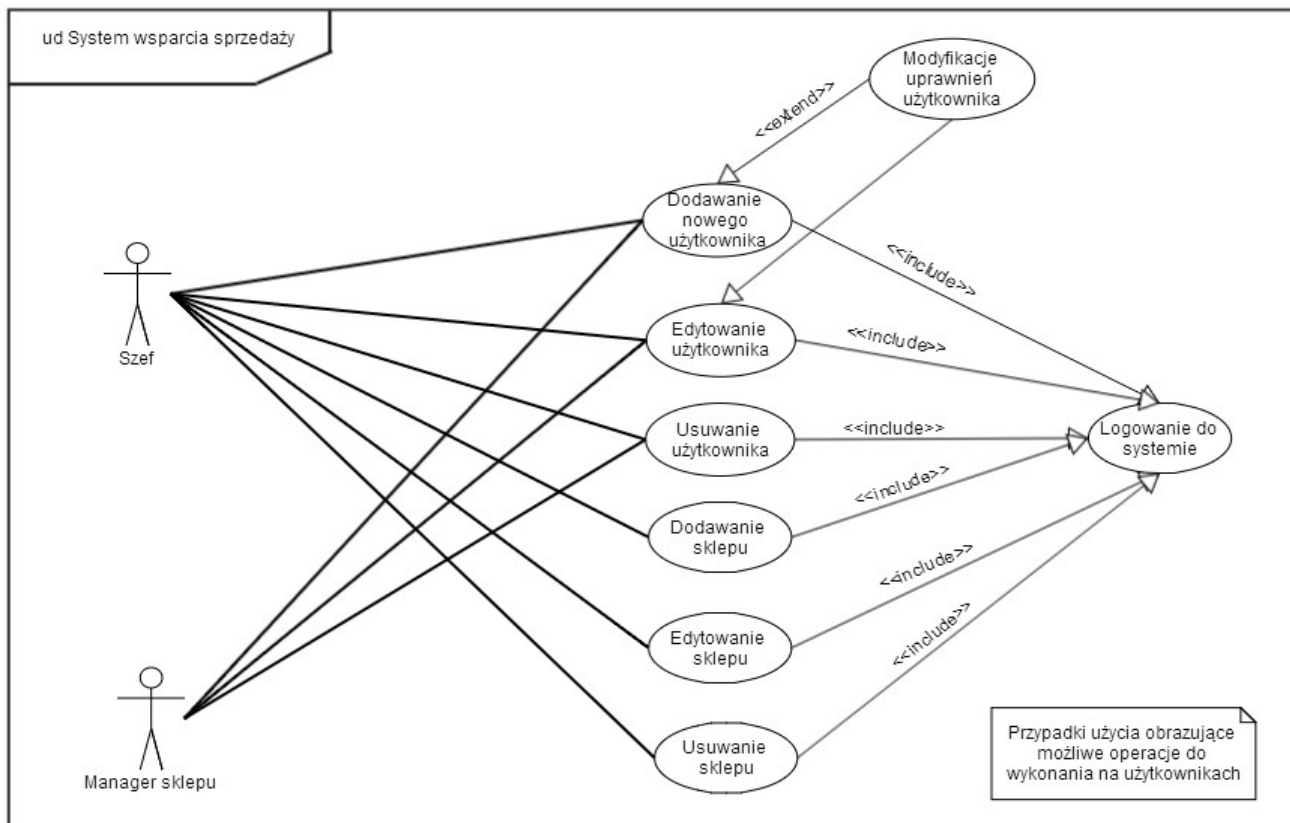 ud System wsparcia sprzedaży
Modyfikacje
uprawnień
użytkownika
<<extend>>
Dodawanie
nowego
użytkownika
<<include>>
Szef
Edytowanie
użytkownika
<<include>>
Usuwanie
użytkownika
<<include>>
Logowanie do
systemie
Dodawanie
sklepu
<<include>>
Edytowanie
sklepu
<<include>>
Usuwanie
sklepu
<<include>>
Manager sklepu
Przypadki użycia obrazujące
możliwe operacje do
wykonania na użytkownikach